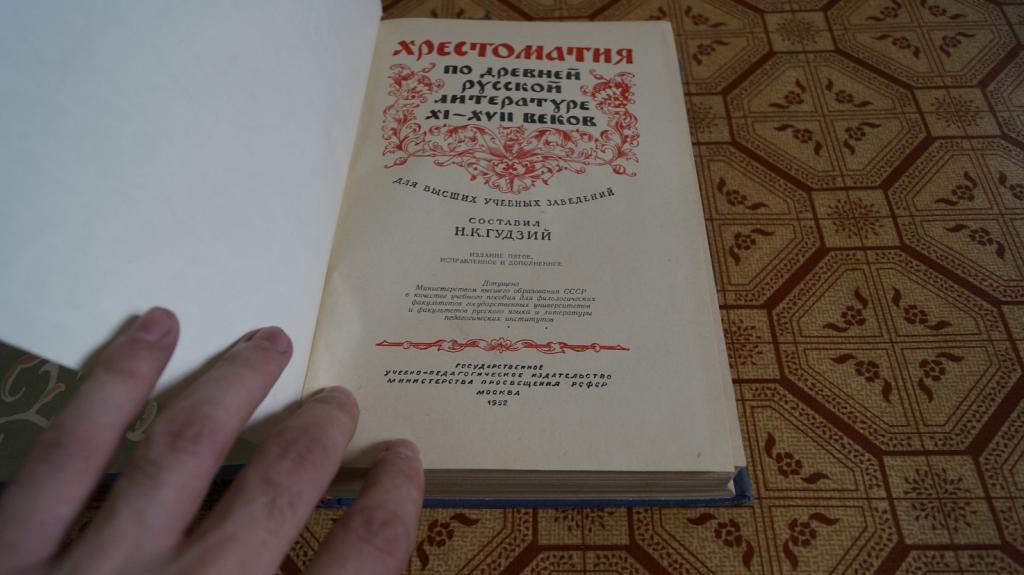 ХРЕСТОМАТИЯ
ПО ДРЕВНЕЙ
РУССКОЙ
ЛИТЕРАТУРЕ
XI–XVII ВЕКОВ
ДЛЯ ВЫСШИХ УЧЕБНЫХ ЗАВЕДЕНИЙ
СОСТАВИЛ
Н.К.ГУДЗИЙ
ИЗДАНИЕ ПЯТОЕ,
ИСПРАВЛЕННОЕ И ДОПОЛНЕННОЕ
Допущено
Министерством высшего образования СССР
в качестве учебного пособия для филологических
факультетов государственных университетов
и факультетов русского языка и литературы
педагогических институтов
ГОСУДАРСТВЕННОЕ
УЧЕБНО-ПЕДАГОГИЧЕСКОЕ ИЗДАТЕЛЬСТВО
МИНИСТЕРСТВА ПРОСВЕЩЕНИЯ РСФСР
МОСКВА
1952